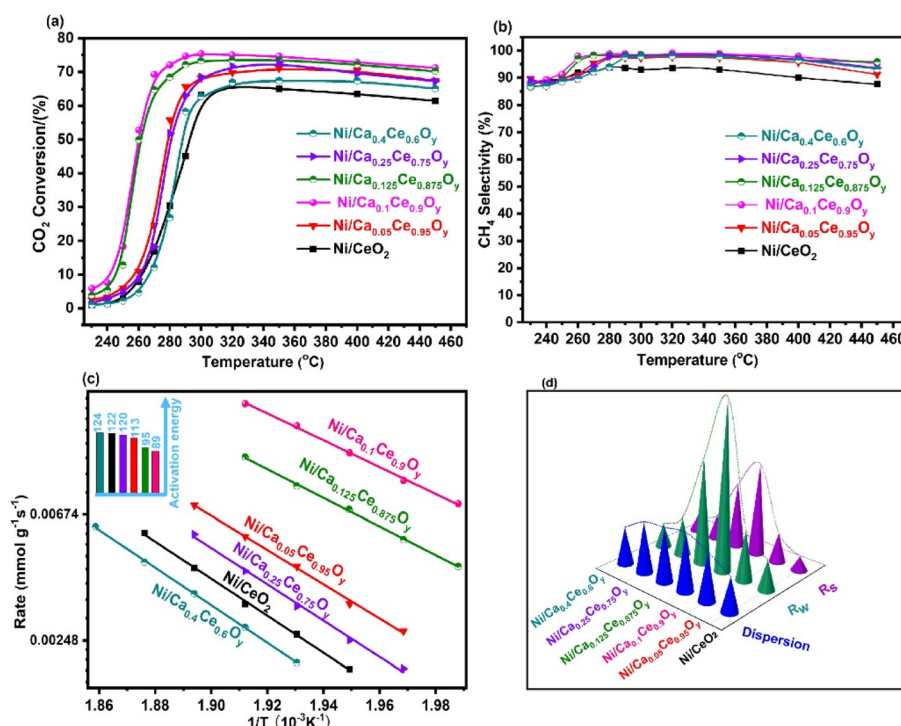 (a)
80
70
60
50
40
30
20
10
0
CO2 Conversion/(%)
Ni/Ca0.4Ce0.6Oy
Ni/Ca0.25Ce0.75Oy
Ni/Ca0.125Ce0.875Oy
Ni/Ca0.1Ce0.9Oy
Ni/Ca0.05Ce0.95Oy
Ni/CeO2
240 260 280 300 320 340 360 380 400 420 440 460
Temperature (°C)
(b)
100
90
80
70
60
50
40
30
20
10
0
CH4 Selectivity (%)
Ni/Ca0.4Ce0.6Oy
Ni/Ca0.25Ce0.75Oy
Ni/Ca0.125Ce0.875Oy
Ni/Ca0.1Ce0.9Oy
Ni/Ca0.05Ce0.95Oy
Ni/CeO2
240 260 280 300 320 340 360 380 400 420 440 460
Temperature (°C)
(c)
124 122 120 113 95 89
Activation energy
0.00674
0.00248
Rate (mmol g-1s-1)
Ni/Ca0.1Ce0.9Oy
Ni/Ca0.125Ce0.875Oy
Ni/Ca0.05Ce0.95Oy
Ni/Ca0.25Ce0.75Oy
Ni/CeO2
Ni/Ca0.4Ce0.6Oy
1.86 1.88 1.90 1.92 1.94 1.96 1.98
1/T (10-3K-1)
(d)
Ni/Ca0.4Ce0.6Oy
Ni/Ca0.25Ce0.75Oy
Ni/Ca0.125Ce0.875Oy
Ni/Ca0.1Ce0.9Oy
Ni/Ca0.05Ce0.95Oy
Ni/CeO2
Dispersion
RW
RS